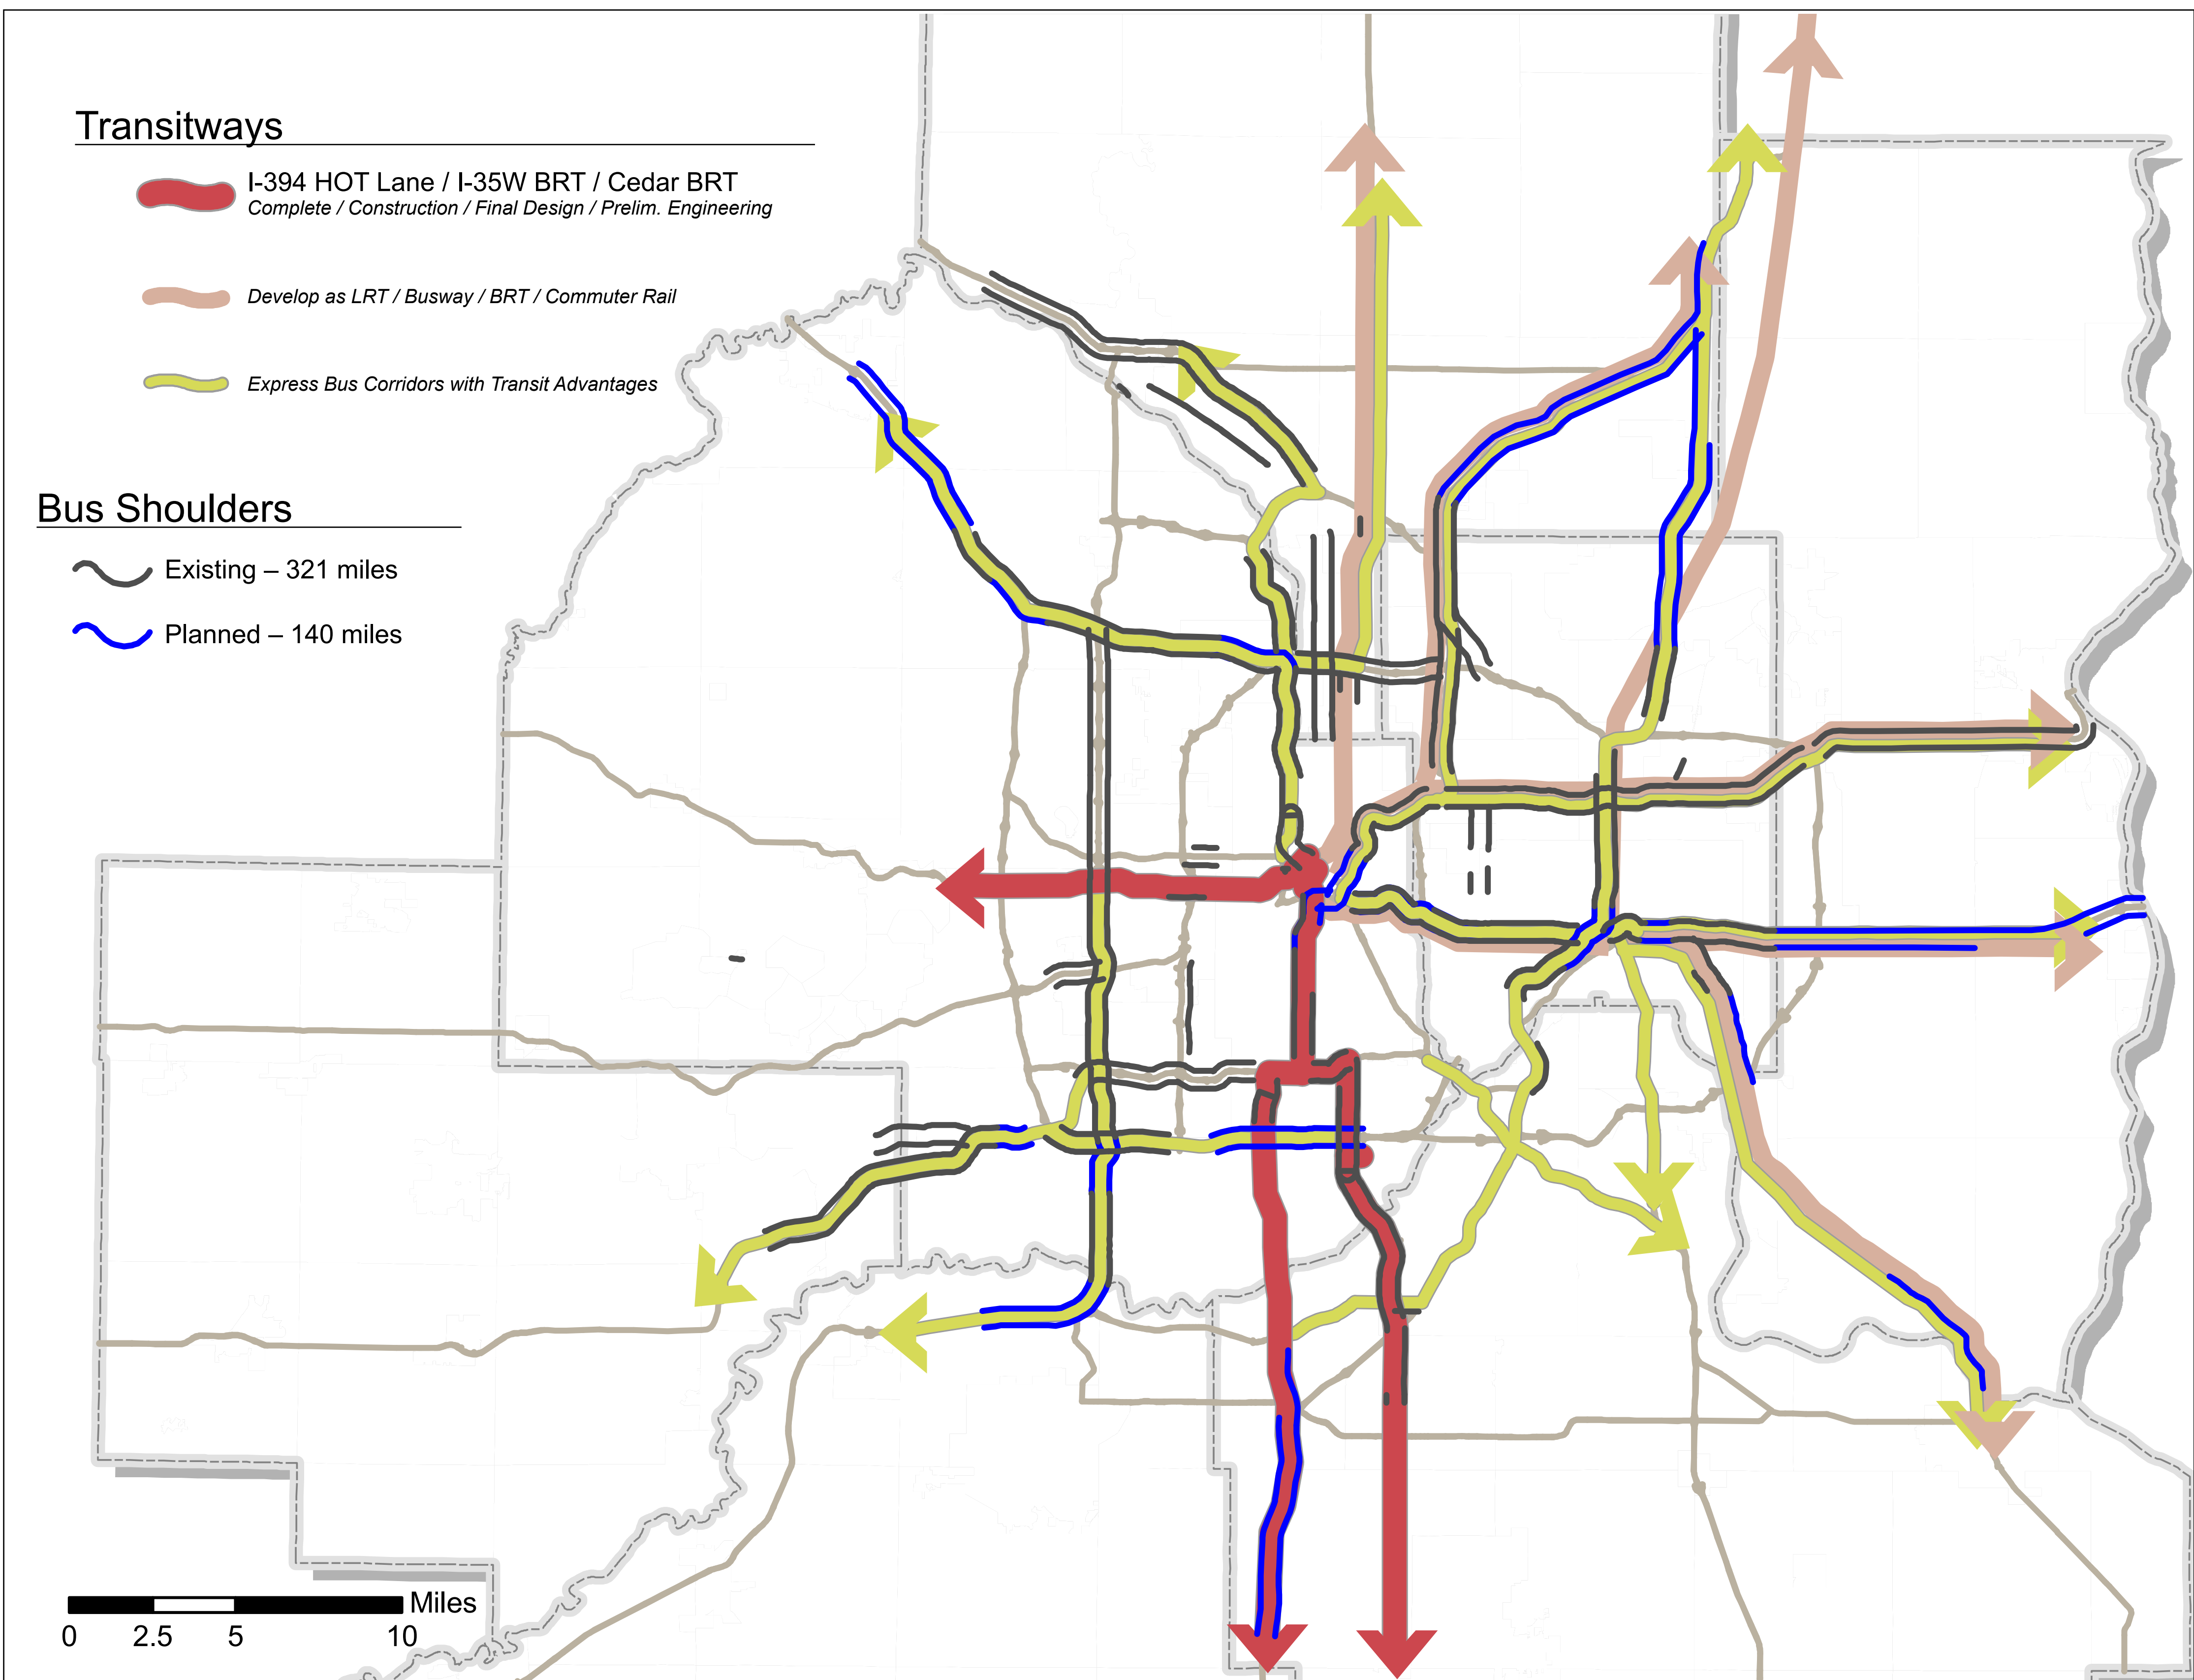 Transitways
I-394 HOT Lane / I-35W BRT / Cedar BRT
Complete / Construction / Final Design / Prelim. Engineering
Develop as LRT / Busway / BRT / Commuter Rail
Express Bus Corridors with Transit Advantages
Bus Shoulders
Existing – 321 miles
Planned – 140 miles
Miles
0 2.5 5 10